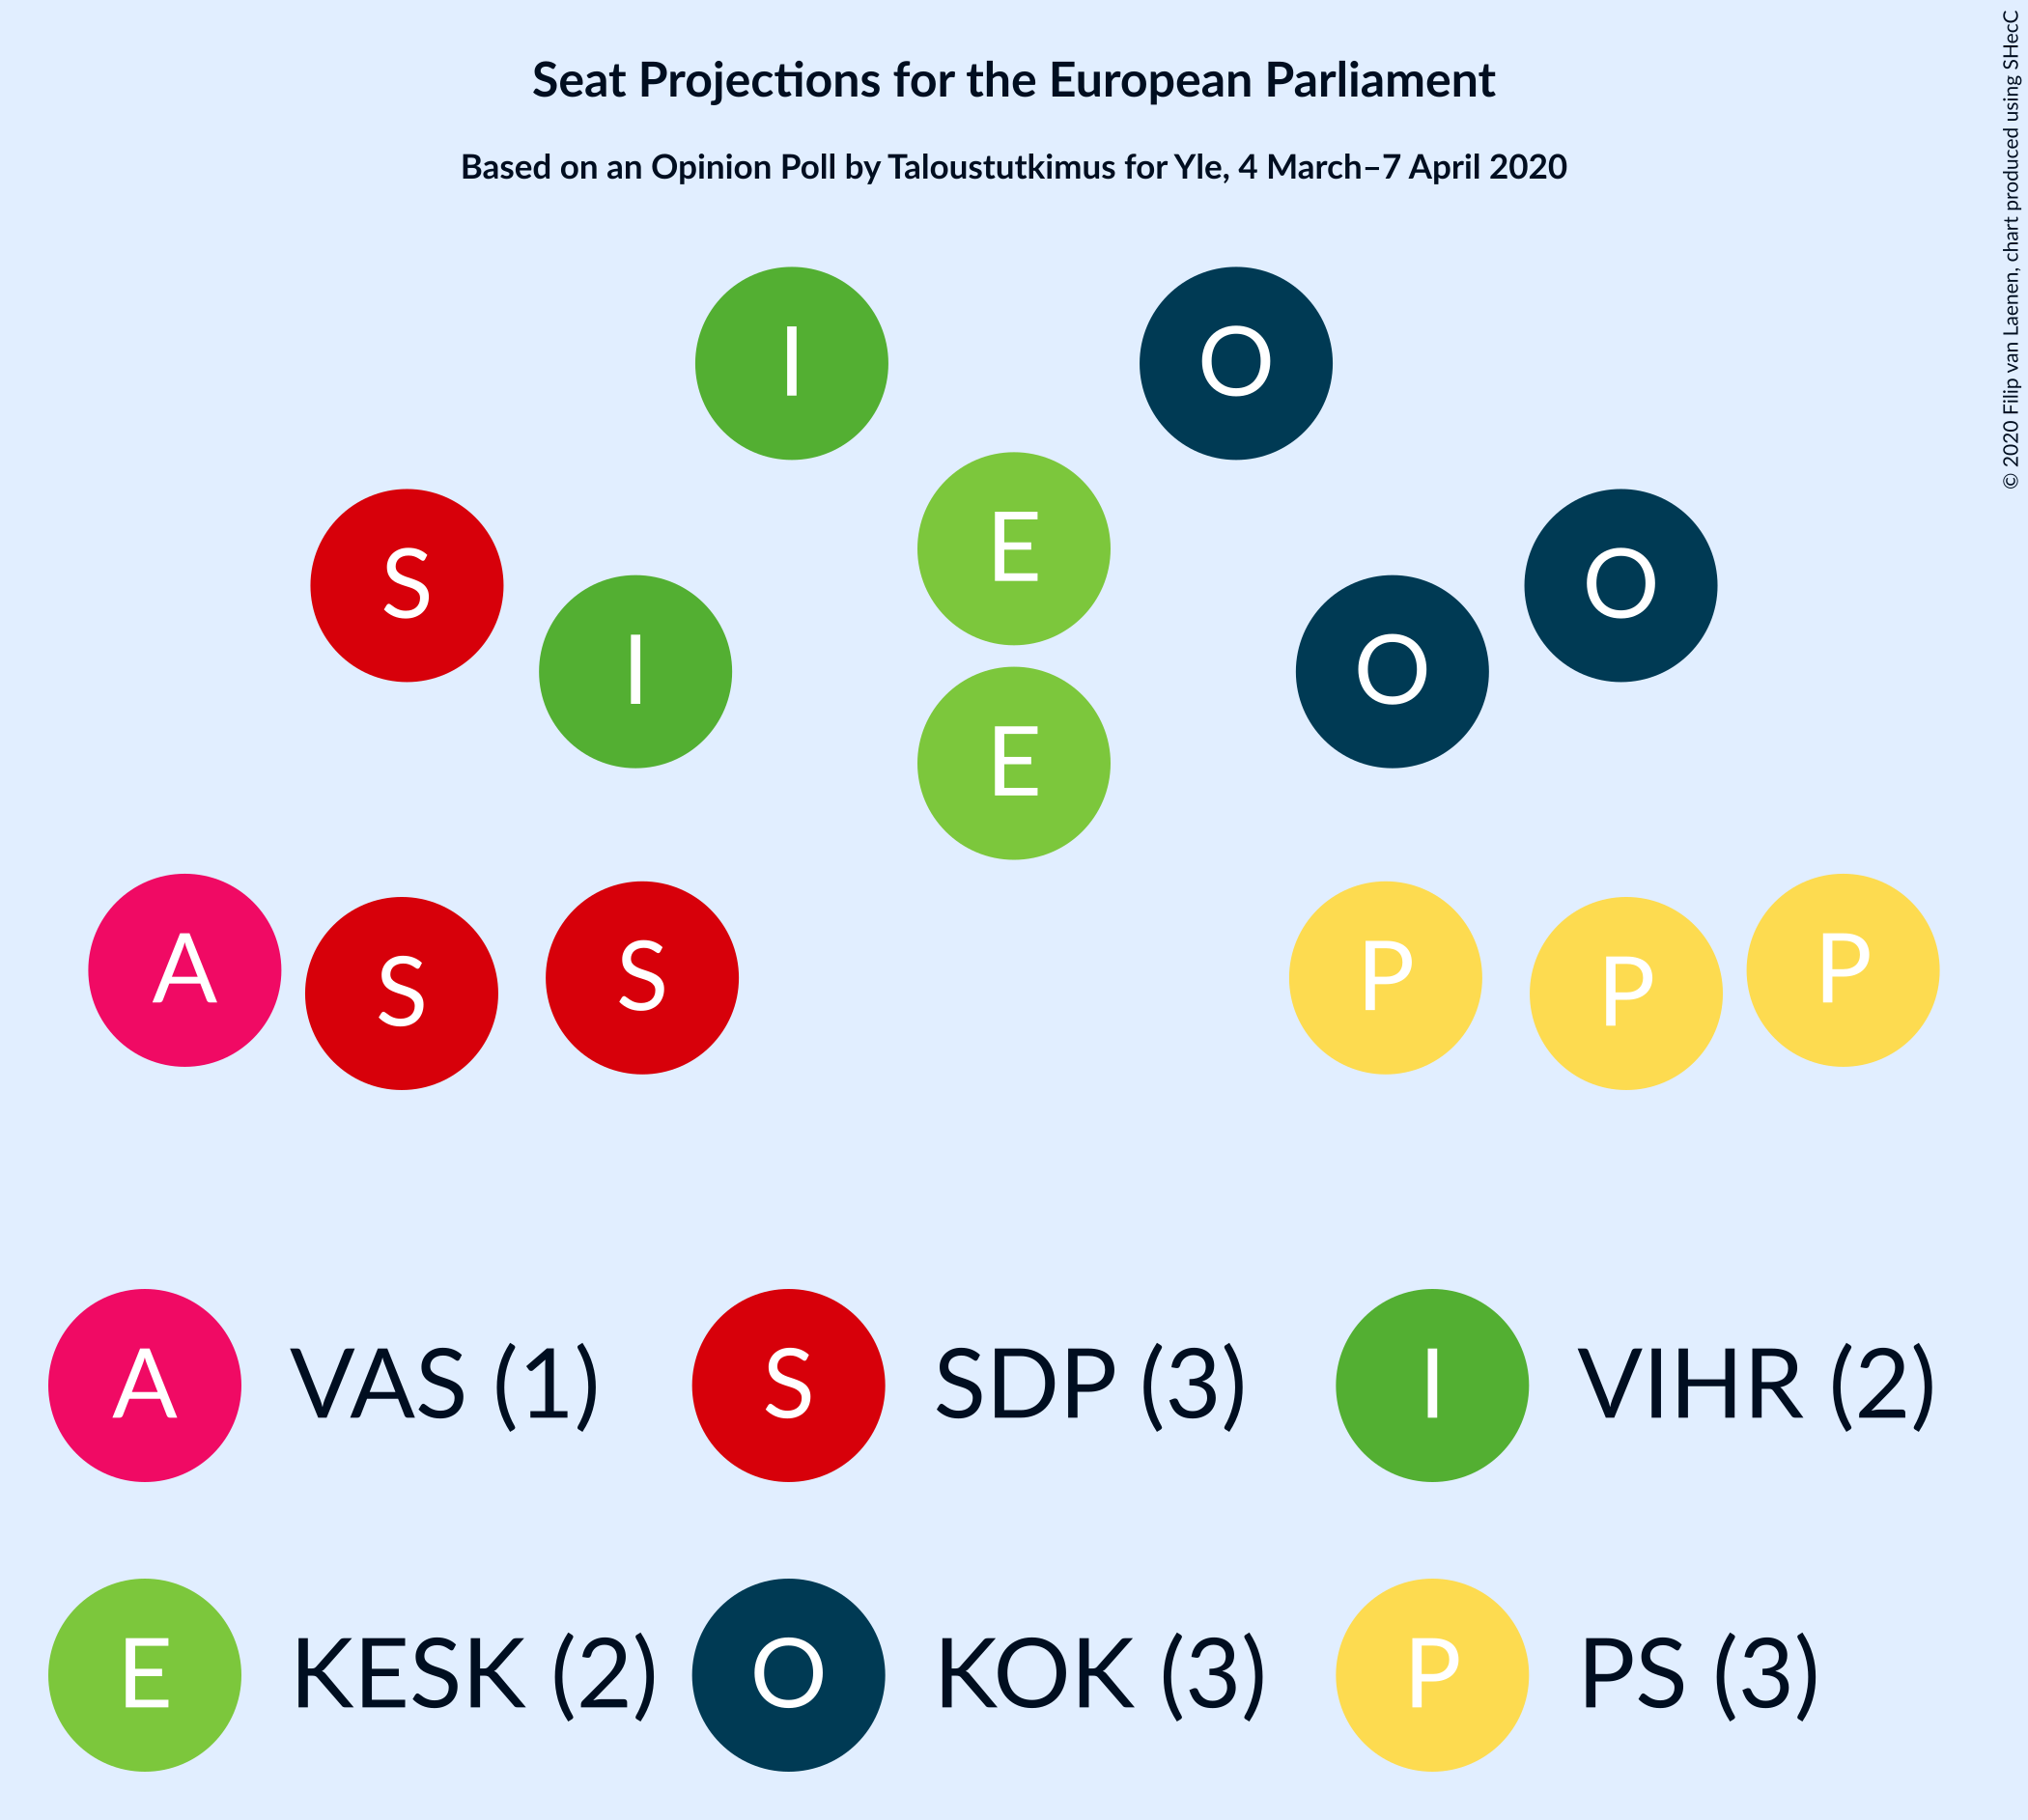 Seat Projections for the European Parliament
Based on an Opinion Poll by Taloustutkimus for Yle, 4 March–7 April 2020
© 2020 Filip van Laenen, chart produced using SHecC
I O
E
S O
I O
E
A S S P P P
A VAS (1) S SDP (3) I VIHR (2)
E KESK (2) O KOK (3) P PS (3)